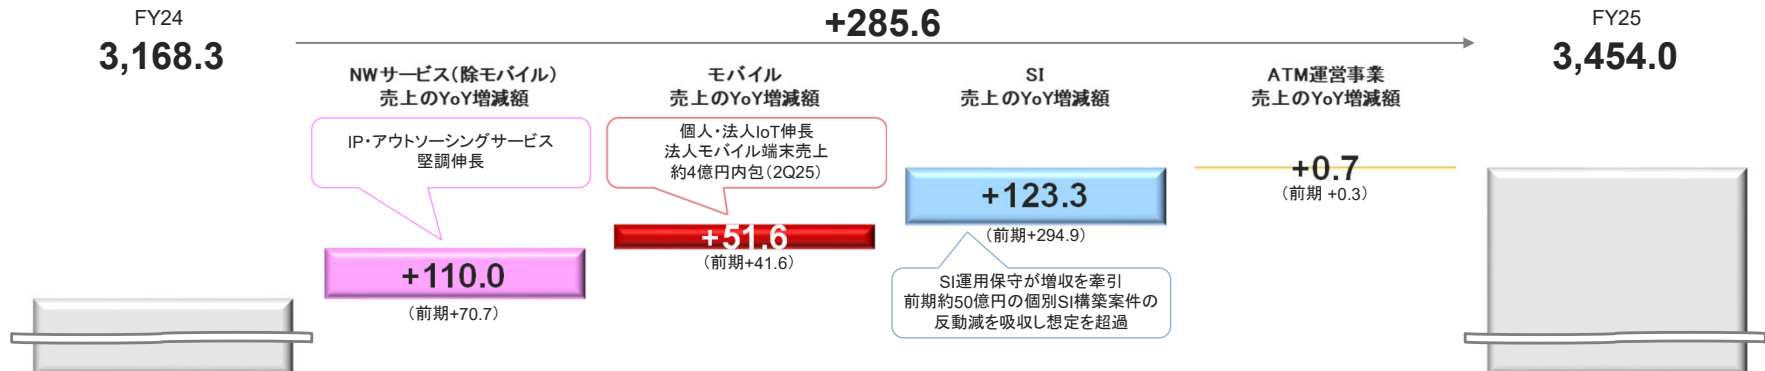 FY24
3,168.3
+285.6
FY25
3,454.0
NWサービス(除モバイル)
売上のYoY増減額
IP・アウトソーシングサービス
堅調伸長
+110.0
(前期+70.7)
モバイル
売上のYoY増減額
個人・法人IoT伸長
法人モバイル端末売上
約4億円内包(2Q25)
+51.6
(前期+41.6)
SI
売上のYoY増減額
+123.3
(前期+294.9)
SI運用保守が増収を牽引
前期約50億円の個別SI構築案件の
反動減を吸収し想定を超過
ATM運営事業
売上のYoY増減額
+0.7
(前期 +0.3)